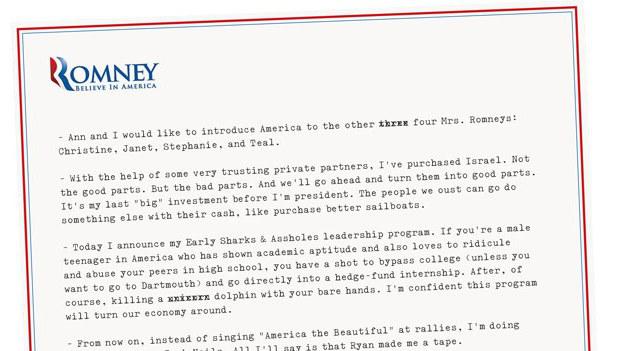 ROMNEY
BELIEVE IN AMERICA
- Ann and I would like to introduce America to the other three four Mrs. Romneys:
Christine, Janet, Stephanie, and Teal.
- With the help of some very trusting private partners, I've purchased Israel. Not
the good parts. But the bad parts. And we'll go ahead and turn them into good parts.
It's my last "big" investment before I'm president. The people we oust can go do
something else with their cash, like purchase better sailboats.
- Today I announce my Early Sharks & Assholes leadership program. If you're a male
teenager in America who has shown academic aptitude and also loves to ridicule
and abuse your peers in high school, you have a shot to bypass college (unless you
want to go to Dartmouth) and go directly into a hedge-fund internship. After, of
course, killing a dolphin with your bare hands. I'm confident this program
will turn our economy around.
- From now on, instead of singing "America the Beautiful" at rallies, I'm doing
All I'll say is that Ryan made me a tape.